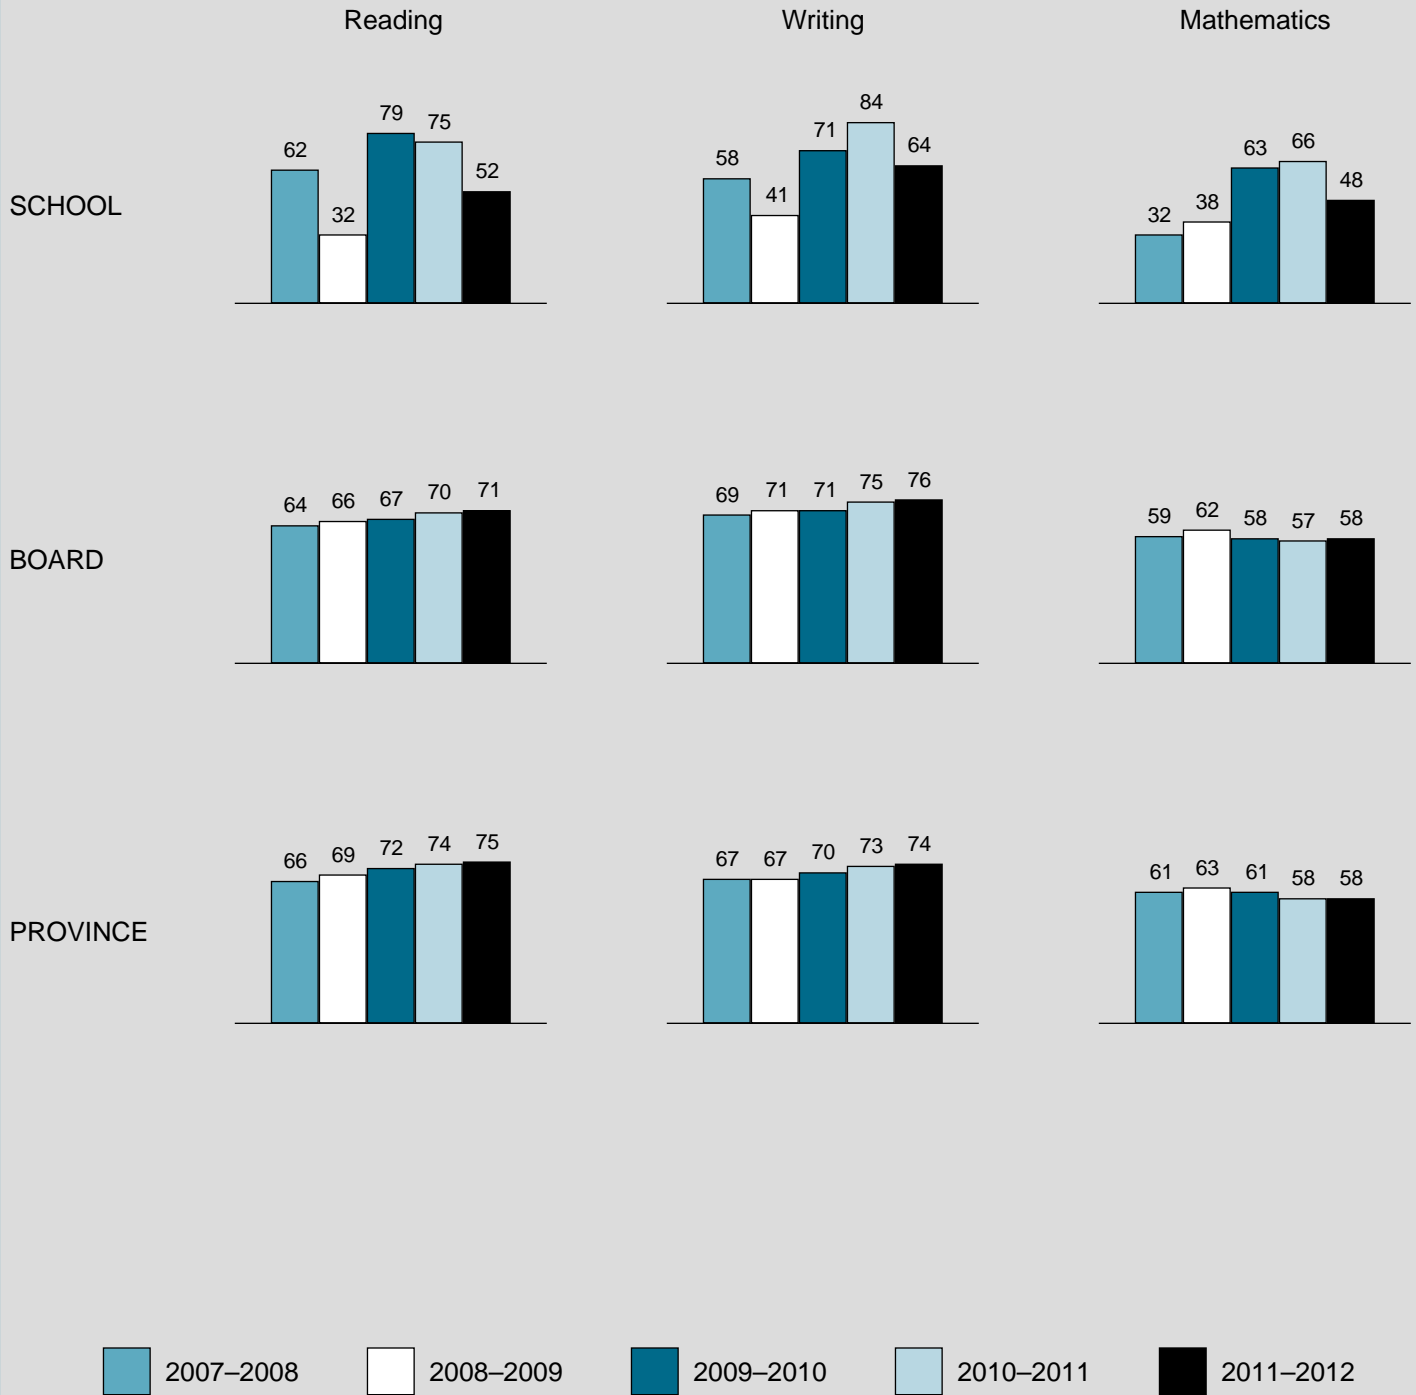 Reading Writing Mathematics
SCHOOL
62 32 79 75 52
58 41 71 84 64
32 38 63 66 48
BOARD
64 66 67 70 71
69 71 71 75 76
59 62 58 57 58
PROVINCE
66 69 72 74 75
67 67 70 73 74
61 63 61 58 58
2007–2008 2008–2009 2009–2010 2010–2011 2011–2012